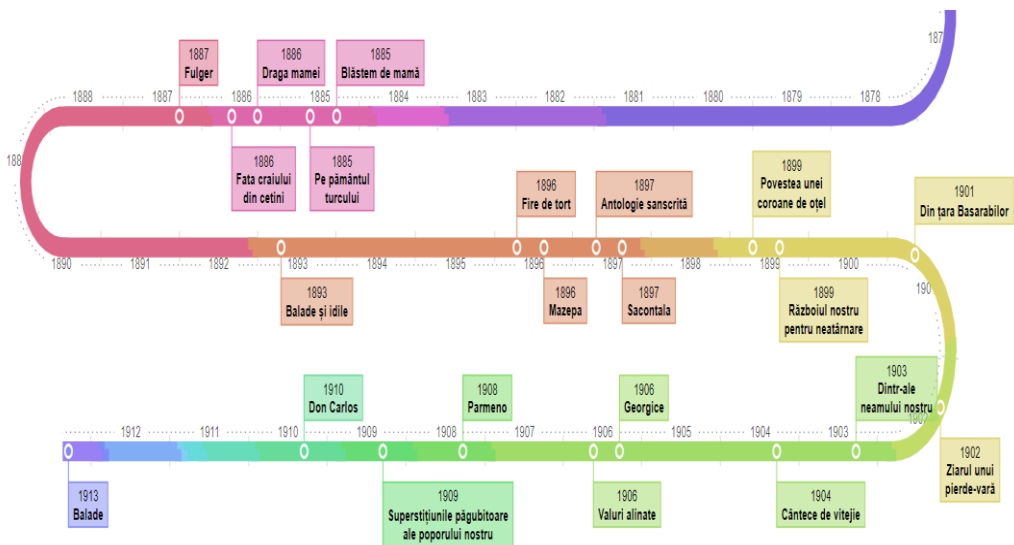 187
1887
Fulger
1886
Draga mamei
1885
Blăstem de mamă
1888
1887
1886
1885
1884
1883
1882
1881
1880
1879
1878
188
1886
Fata craiului
din cetini
1885
Pe pământul
turcului
1896
Fire de tort
1897
Antologie sanscrită
1899
Povestea unei
coroane de oțel
1901
Din țara Basarabilor
1890
1891
1892
1893
1894
1895
1896
1897
1898
1899
1900
190
1893
Balade și idile
1896
Mazepa
1897
Sacontala
1899
Războiul nostru
pentru neatârnare
1910
Don Carlos
1908
Parmeno
1906
Georgice
1903
Dintr-ale
neamului nostru
1912
1911
1910
1909
1908
1907
1906
1905
1904
1903
1913
Balade
1909
Superstițiunile păgubitoare
ale poporului nostru
1906
Valuri alinate
1904
Cântece de vitejie
1902
Ziarul unui
pierde-vară